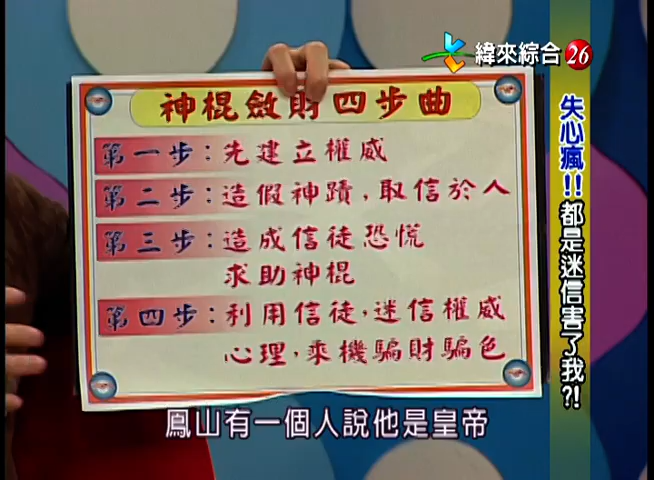 緯來綜合26
神棍斂財四步曲
第一步：先建立權威
第二步：造假神蹟，取信於人
第三步：造成信徒恐慌
求助神棍
第四步：利用信徒，迷信權威
心理，乘機騙財騙色
失心瘋!!都是迷信害了我?!
鳳山有一個人說他是皇帝